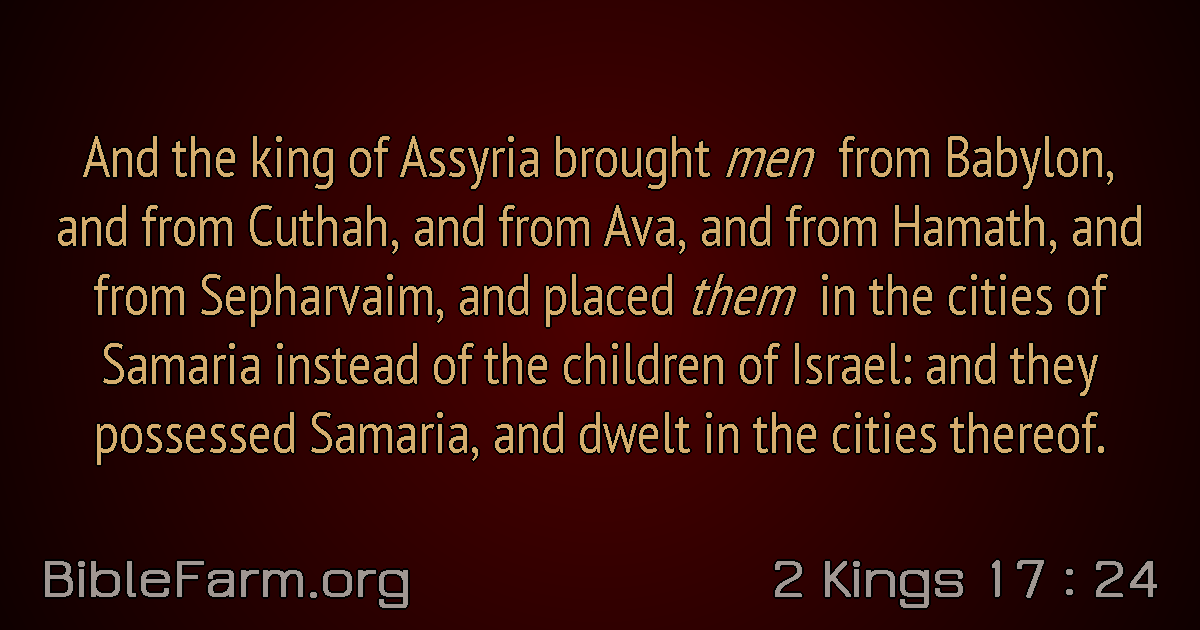 And the king of Assyria brought men from Babylon,
and from Cuthah, and from Ava, and from Hamath, and
from Sepharvaim, and placed them in the cities of
Samaria instead of the children of Israel: and they
possessed Samaria, and dwelt in the cities thereof.
BibleFarm.org
2 Kings 17 : 24